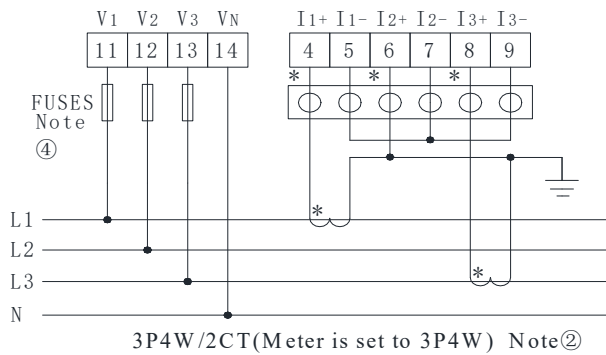 V1 V2 V3 VN I1+ I1- I2+ I2- I3+ I3-
11 12 13 14 4 5 6 7 8 9
* * *
FUSES
Note
④
L1 *
L2
L3 *
N
3P4W/2CT(Meter is set to 3P4W) Note②